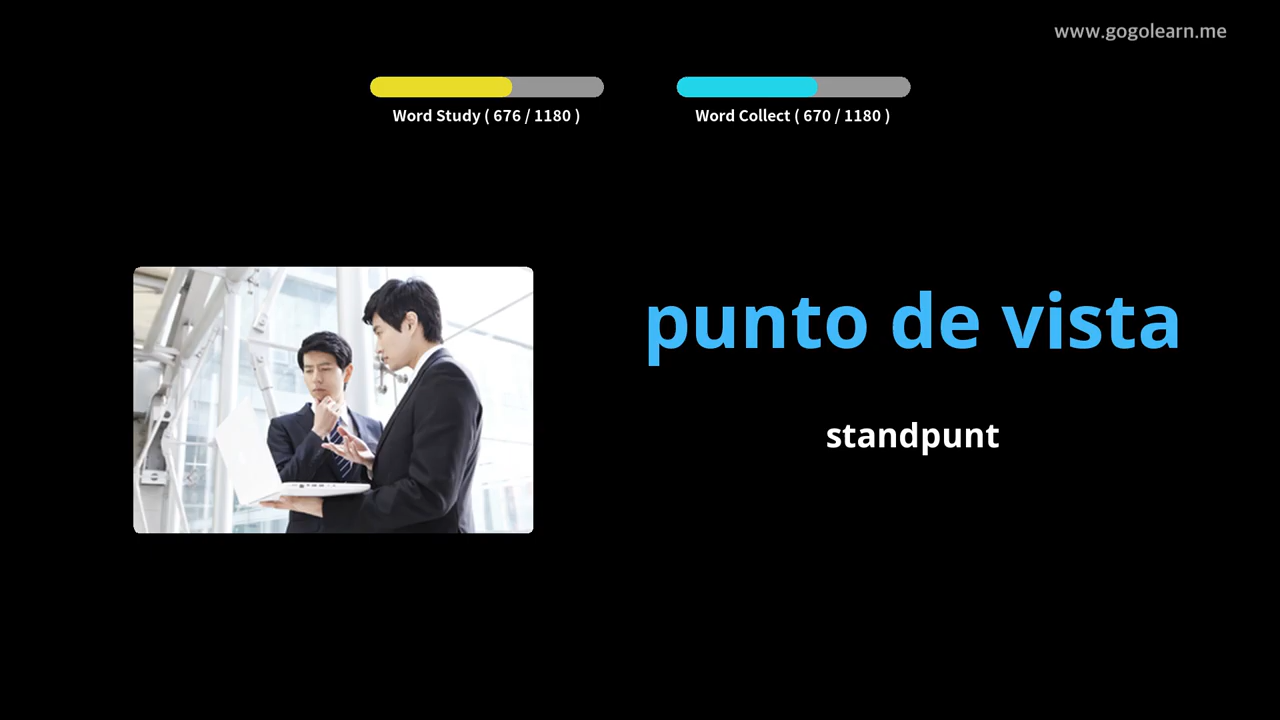 www.gogolearn.me
Word Study ( 676 / 1180 )
Word Collect ( 670 / 1180 )
punto de vista
standpunt